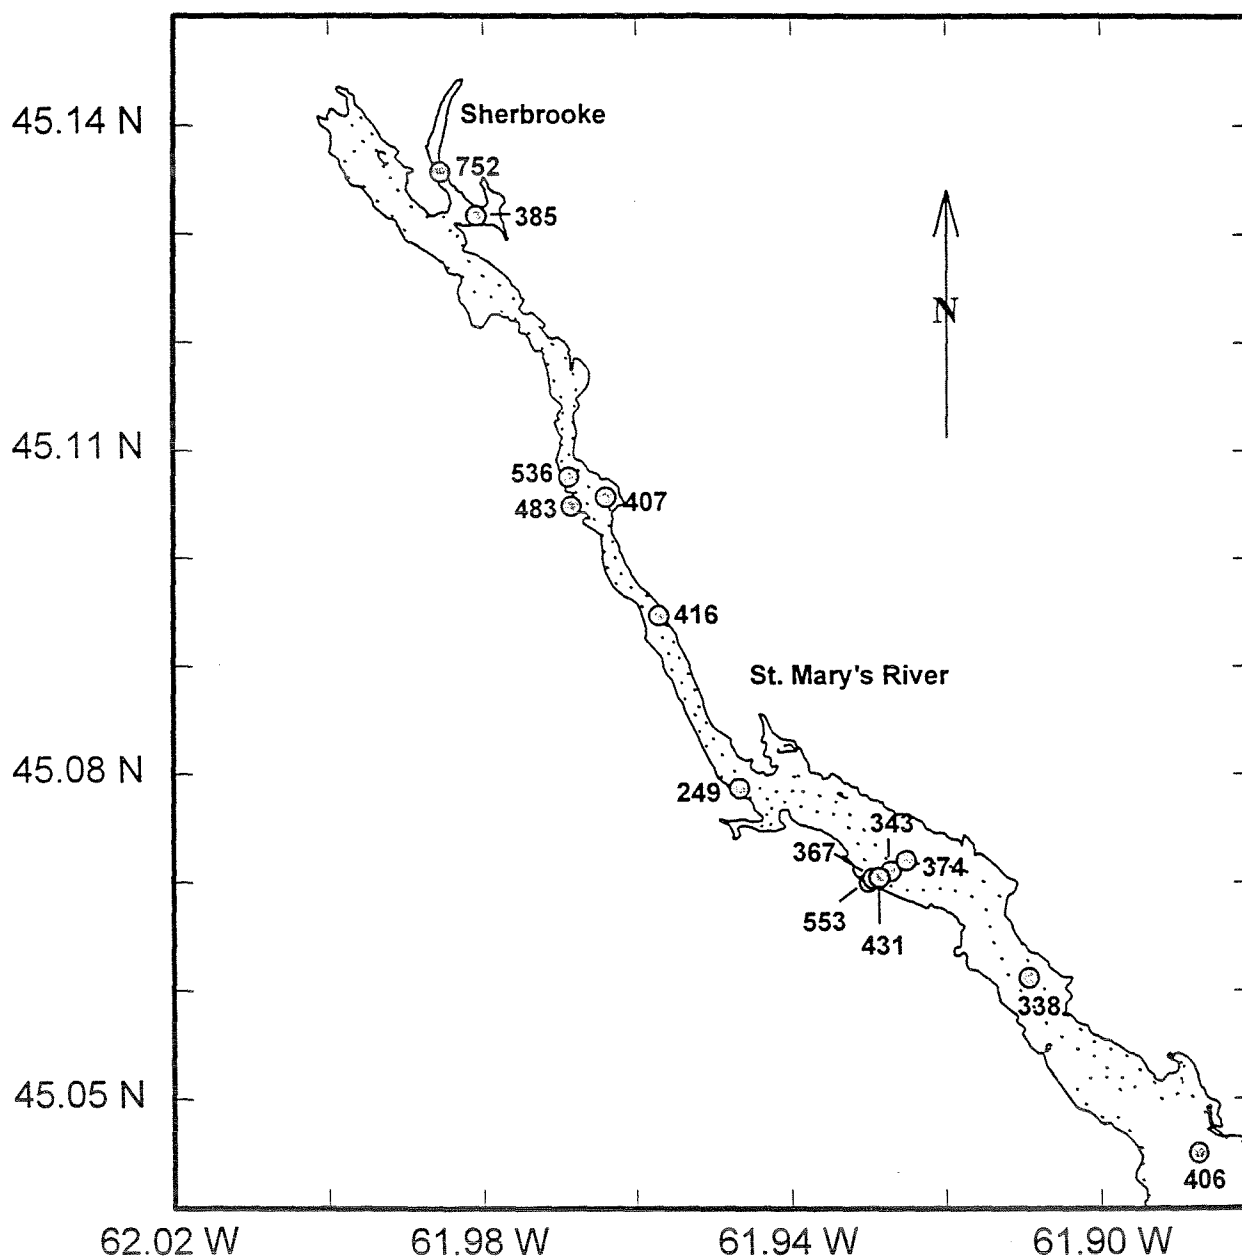 45.14 N
Sherbrooke
752
385
N
45.11 N
536
407
483
416
St. Mary's River
45.08 N
249
343
367
374
553
431
338
45.05 N
406
62.02 W
61.98 W
61.94 W
61.90 W